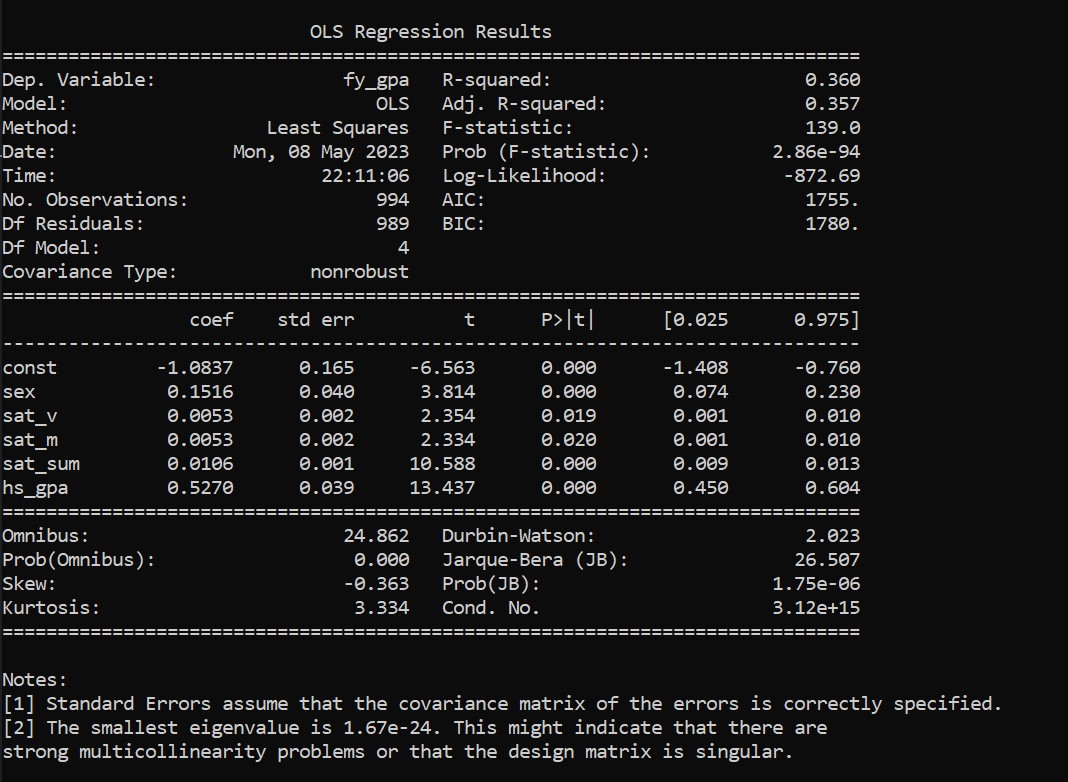 OLS Regression Results
==============================================================================
Dep. Variable: fy_gpa R-squared: 0.360
Model: OLS Adj. R-squared: 0.357
Method: Least Squares F-statistic: 139.0
Date: Mon, 08 May 2023 Prob (F-statistic): 2.86e-94
Time: 22:11:06 Log-Likelihood: -872.69
No. Observations: 994 AIC: 1755.
Df Residuals: 989 BIC: 1780.
Df Model: 4
Covariance Type: nonrobust
==============================================================================
coef std err t P>|t| [0.025 0.975]
------------------------------------------------------------------------------
const -1.0837 0.165 -6.563 0.000 -1.408 -0.760
sex 0.1516 0.040 3.814 0.000 0.074 0.230
sat_v 0.0053 0.002 2.354 0.019 0.001 0.010
sat_m 0.0053 0.002 2.334 0.020 0.001 0.010
sat_sum 0.0106 0.001 10.588 0.000 0.009 0.013
hs_gpa 0.5270 0.039 13.437 0.000 0.450 0.604
==============================================================================
Omnibus: 24.862 Durbin-Watson: 2.023
Prob(Omnibus): 0.000 Jarque-Bera (JB): 26.507
Skew: -0.363 Prob(JB): 1.75e-06
Kurtosis: 3.334 Cond. No. 3.12e+15
==============================================================================
Notes:
[1] Standard Errors assume that the covariance matrix of the errors is correctly specified.
[2] The smallest eigenvalue is 1.67e-24. This might indicate that there are
strong multicollinearity problems or that the design matrix is singular.